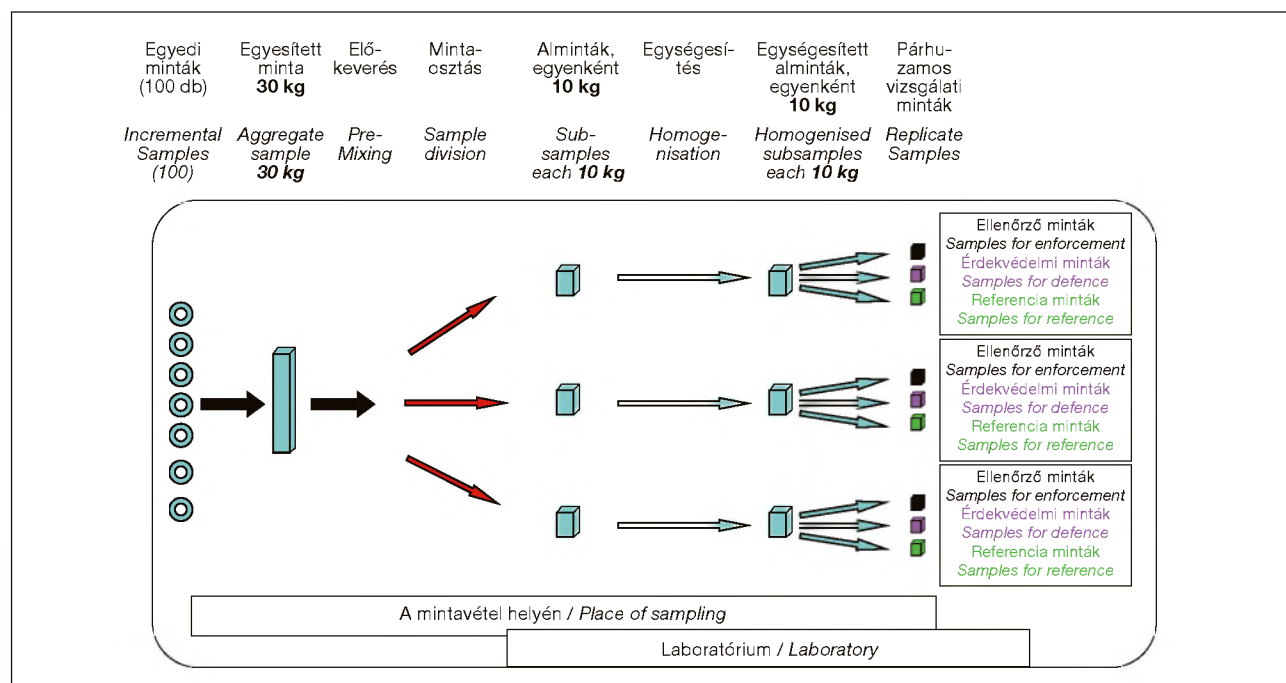 Egyedi
minták
(100 db)
Egyesített
minta
30 kg
Elő-
keverés
Minta-
osztás
Alminták,
egyenként
10 kg
Egységesí-
tés
Egységesített
alminták,
egyenként
10 kg
Párhu-
zamos
vizsgálati
minták
Incremental
Samples
(100)
Aggregate
sample
30 kg
Pre-
Mixing
Sample
division
Sub-
samples
each 10 kg
Homoge-
nisation
Homogenised
subsamples
each 10 kg
Replicate
Samples
Ellenőrző minták
Samples for enforcement
Érdekvédelmi minták
Samples for defence
Referencia minták
Samples for reference
Ellenőrző minták
Samples for enforcement
Érdekvédelmi minták
Samples for defence
Referencia minták
Samples for reference
Ellenőrző minták
Samples for enforcement
Érdekvédelmi minták
Samples for defence
Referencia minták
Samples for reference
A mintavétel helyén / Place of sampling
Laboratórium / Laboratory